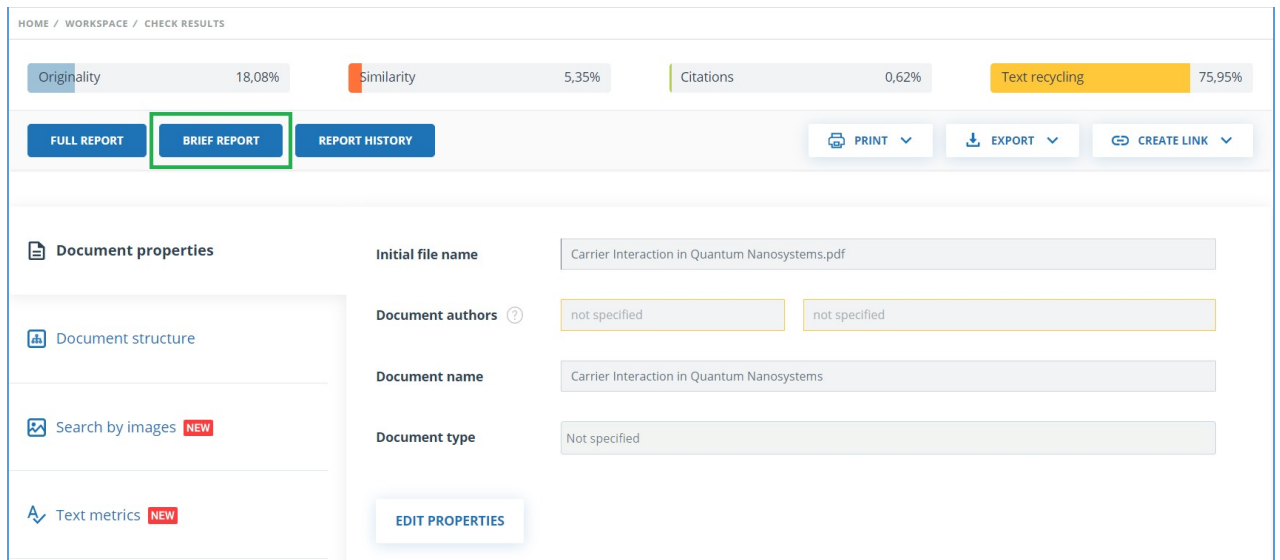 HOME / WORKSPACE / CHECK RESULTS
Originality 18,08% Similarity 5,35% Citations 0,62% Text recycling 75,95%
FULL REPORT BRIEF REPORT REPORT HISTORY PRINT EXPORT CREATE LINK
Document properties
Document structure
Search by images NEW
Text metrics NEW
Initial file name Carrier Interaction in Quantum Nanosystems.pdf
Document authors ? not specified not specified
Document name Carrier Interaction in Quantum Nanosystems
Document type Not specified
EDIT PROPERTIES